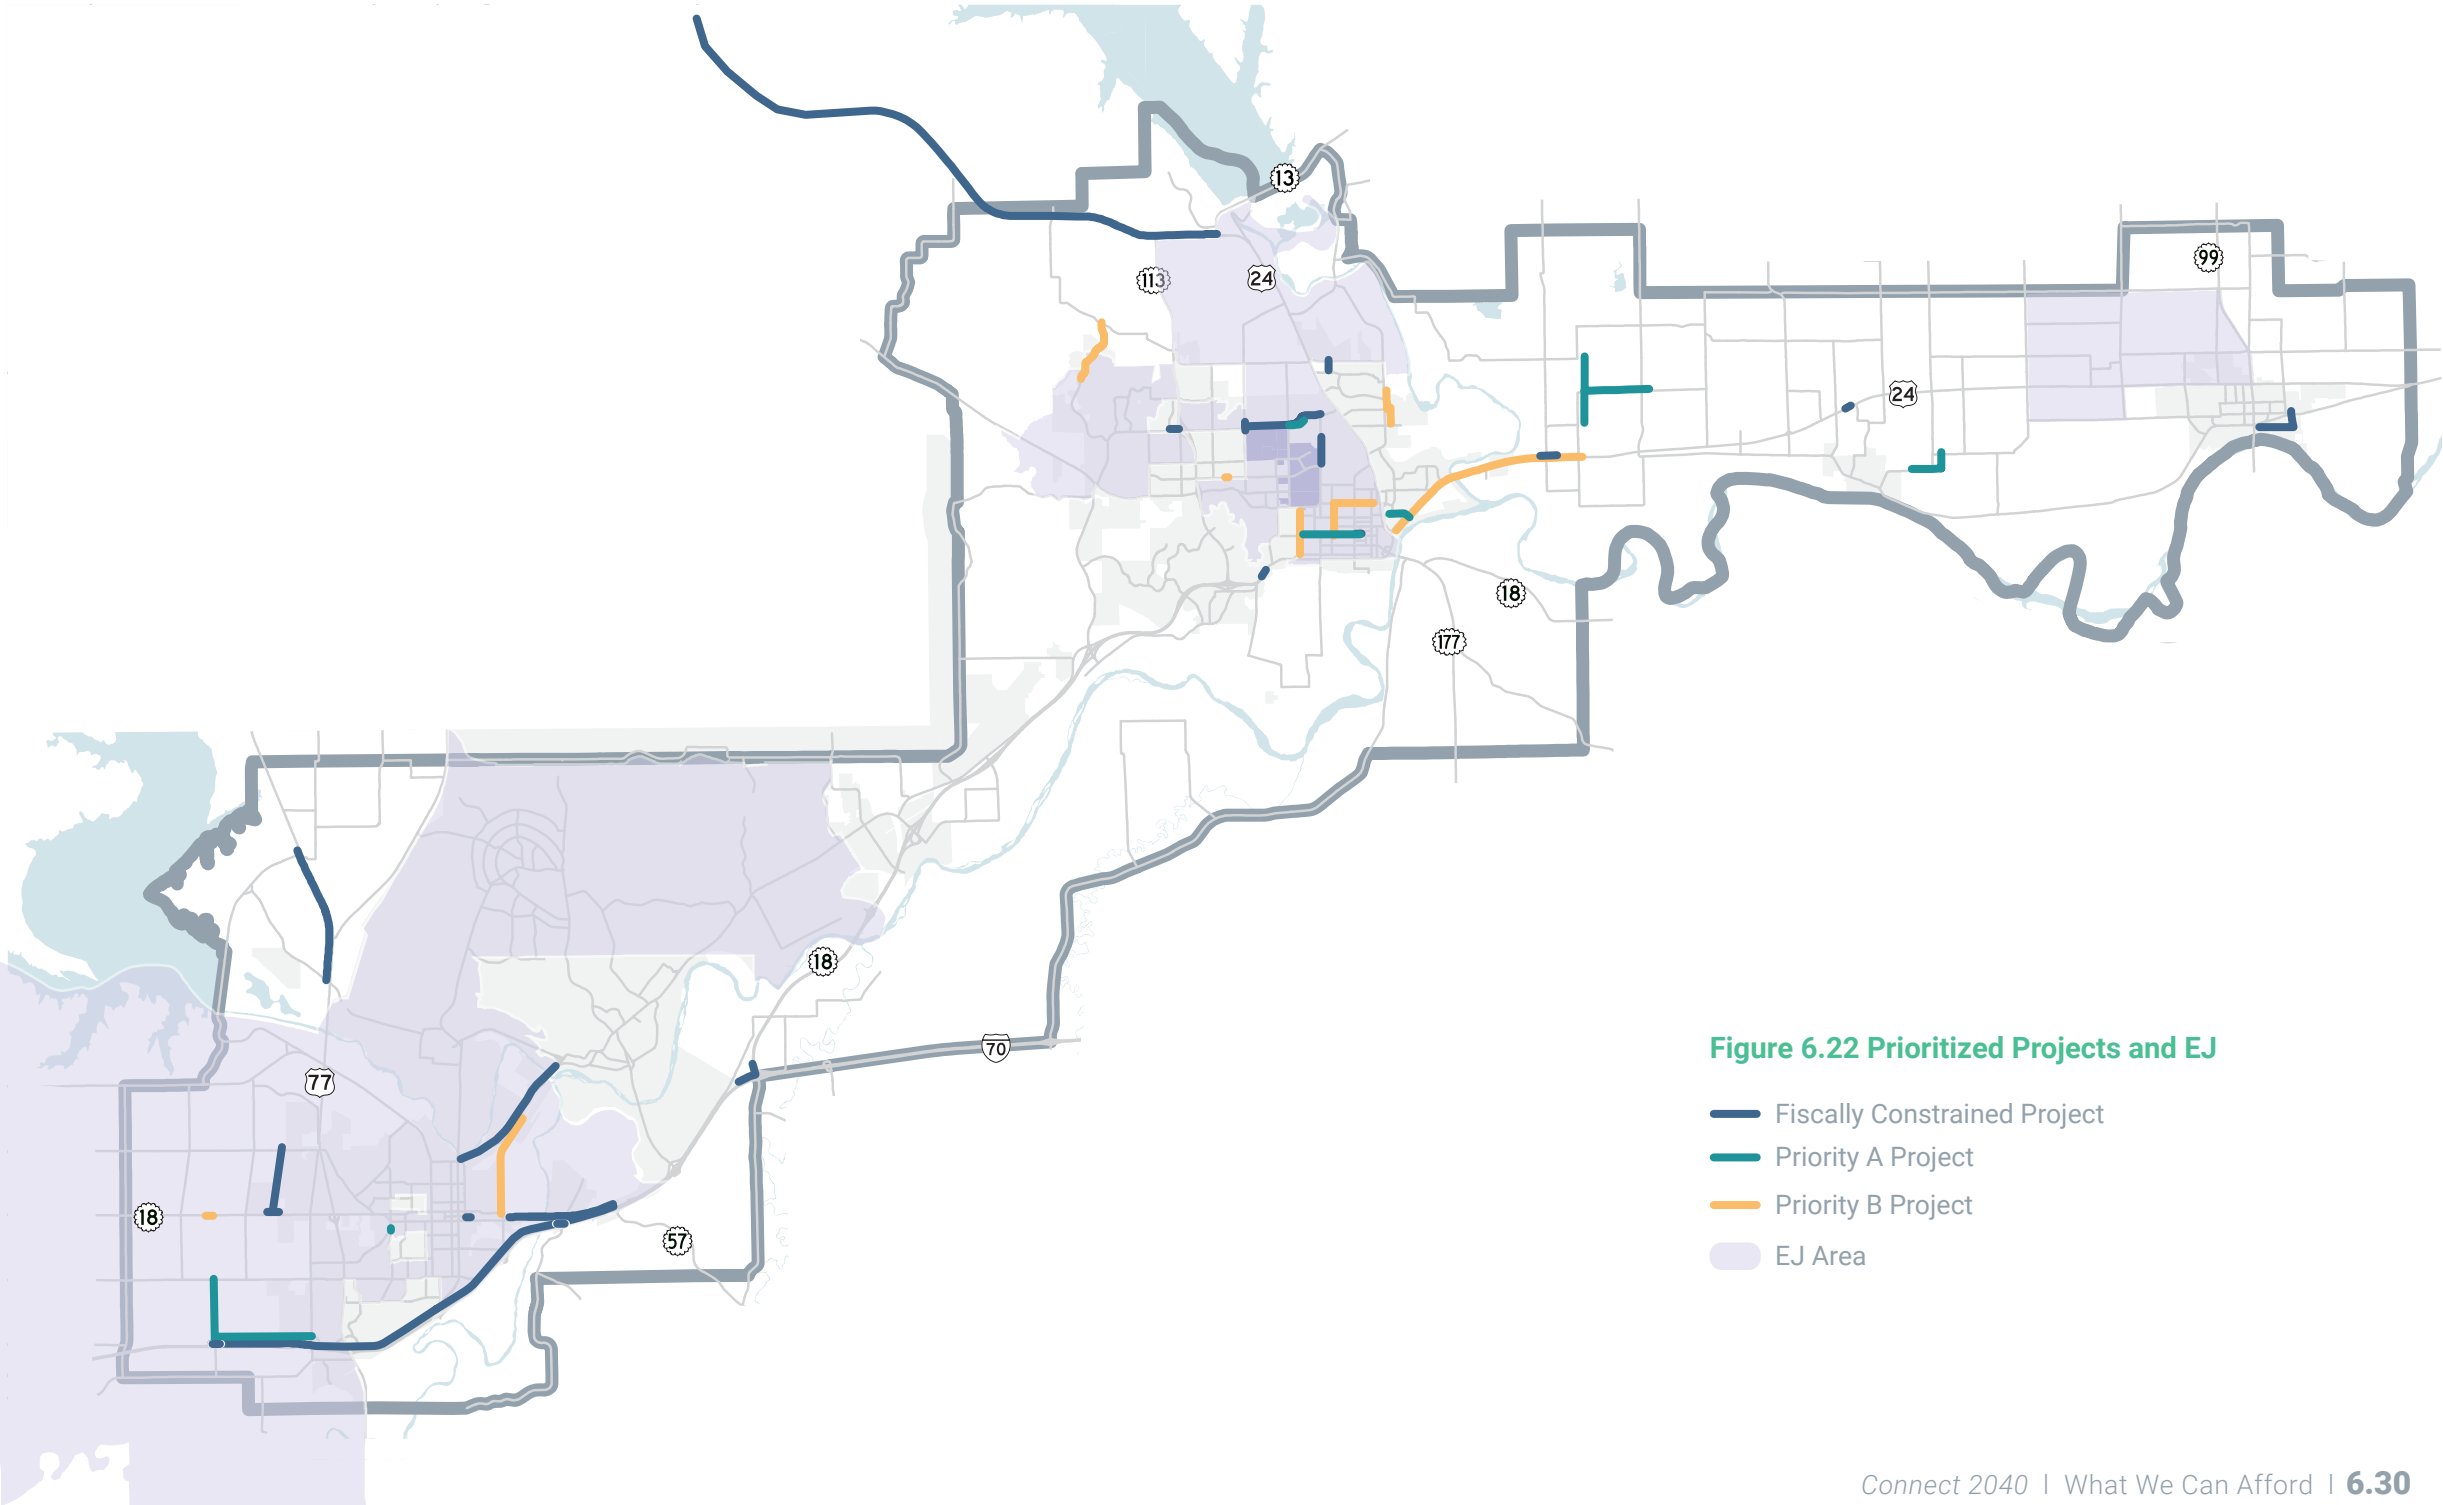 13
99
113
24
24
18
177
18
70
77
18
57
Figure 6.22 Prioritized Projects and EJ
Fiscally Constrained Project
Priority A Project
Priority B Project
EJ Area
Connect 2040 | What We Can Afford | 6.30